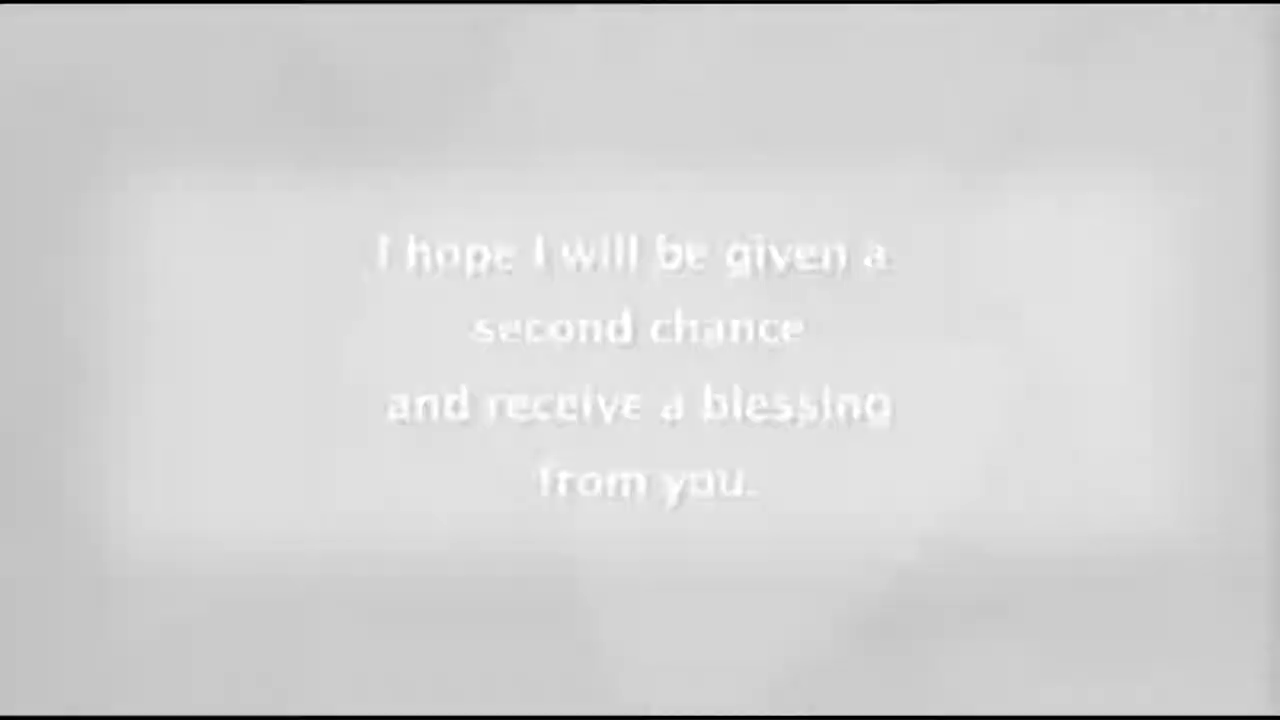 I hope I will be given a
second chance
and receive a blessing
from you.